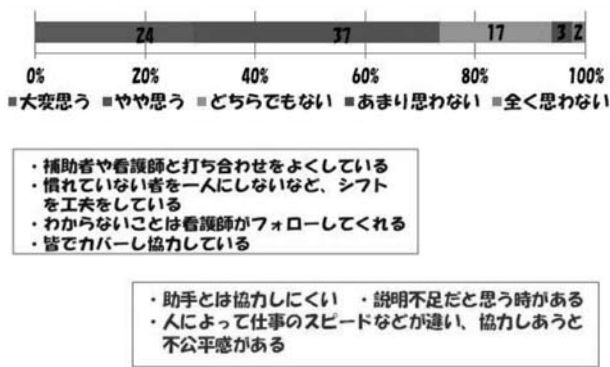 24 37 17 3 2
0% 20% 40% 60% 80% 100%
■大変思う ■やや思う ■どちらでもない ■あまり思わない ■全く思わない
・補助者や看護師と打ち合わせをよくしている
・慣れていない者を一人にしないなど、シフト
を工夫をしている
・わからないことは看護師がフォローしてくれる
・皆でカバーし協力している
・助手とは協力しにくい ・説明不足だと思う時がある
・人によって仕事のスピードなどが違い、協力しあうと
不公平感がある